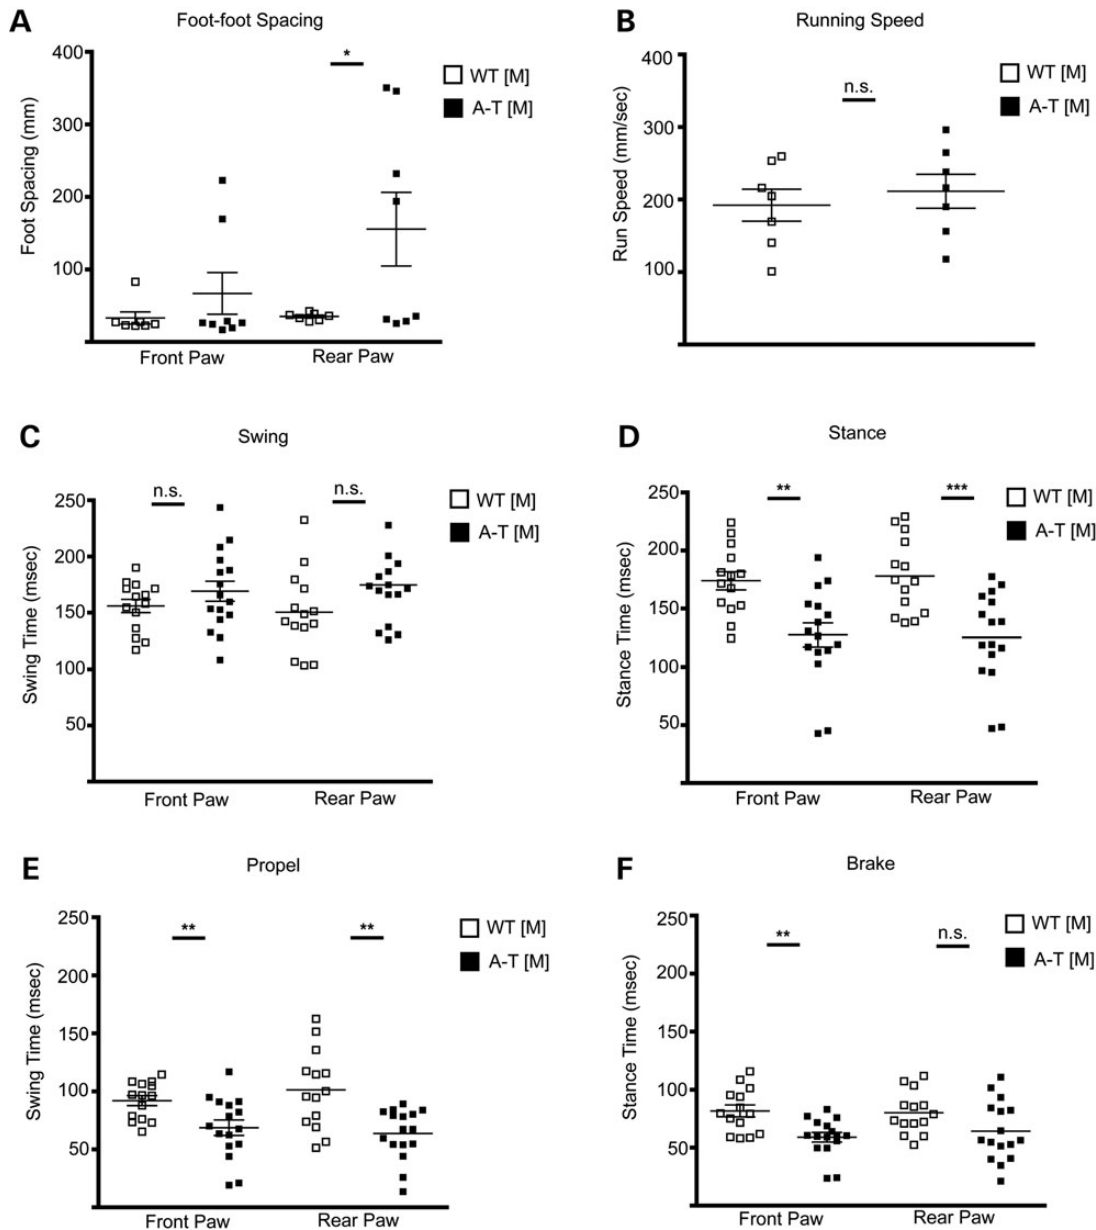 A
Foot-foot Spacing
400
300
200
100
Foot Spacing (mm)
*
WT [M]
A-T [M]
Front Paw
Rear Paw
B
Running Speed
400
300
200
100
Run Speed (mm/sec)
n.s.
WT [M]
A-T [M]
C
Swing
250
200
150
100
50
Swing Time (msec)
n.s.
n.s.
WT [M]
A-T [M]
Front Paw
Rear Paw
D
Stance
250
200
150
100
50
Stance Time (msec)
**
***
WT [M]
A-T [M]
Front Paw
Rear Paw
E
Propel
250
200
150
100
50
Swing Time (msec)
**
**
WT [M]
A-T [M]
Front Paw
Rear Paw
F
Brake
250
200
150
100
50
Stance Time (msec)
**
n.s.
WT [M]
A-T [M]
Front Paw
Rear Paw